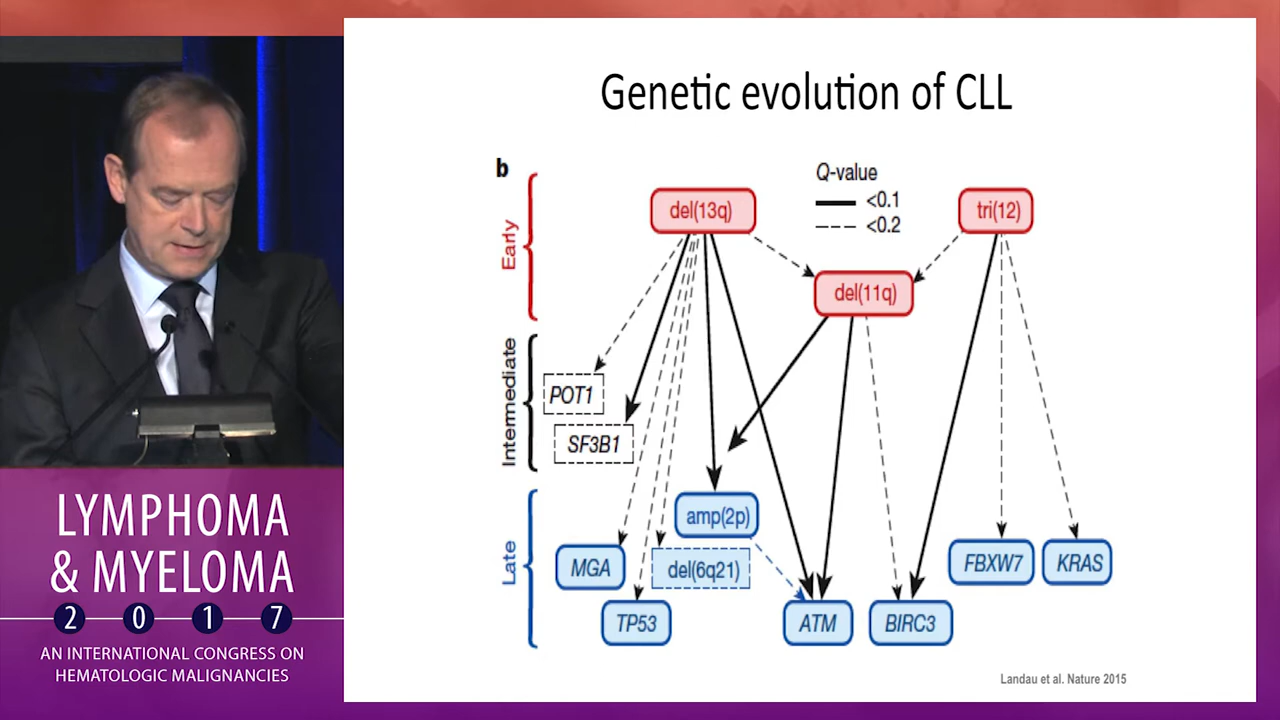 Genetic evolution of CLL
b
Early
Intermediate
Late
Q-value
<0.1
<0.2
del(13q)
tri(12)
del(11q)
POT1
SF3B1
amp(2p)
MGA
del(6q21)
FBXW7
KRAS
TP53
ATM
BIRC3
Landau et al. Nature 2015
LYMPHOMA
& MYELOMA
2 0 1 7
AN INTERNATIONAL CONGRESS ON
HEMATOLOGIC MALIGNANCIES